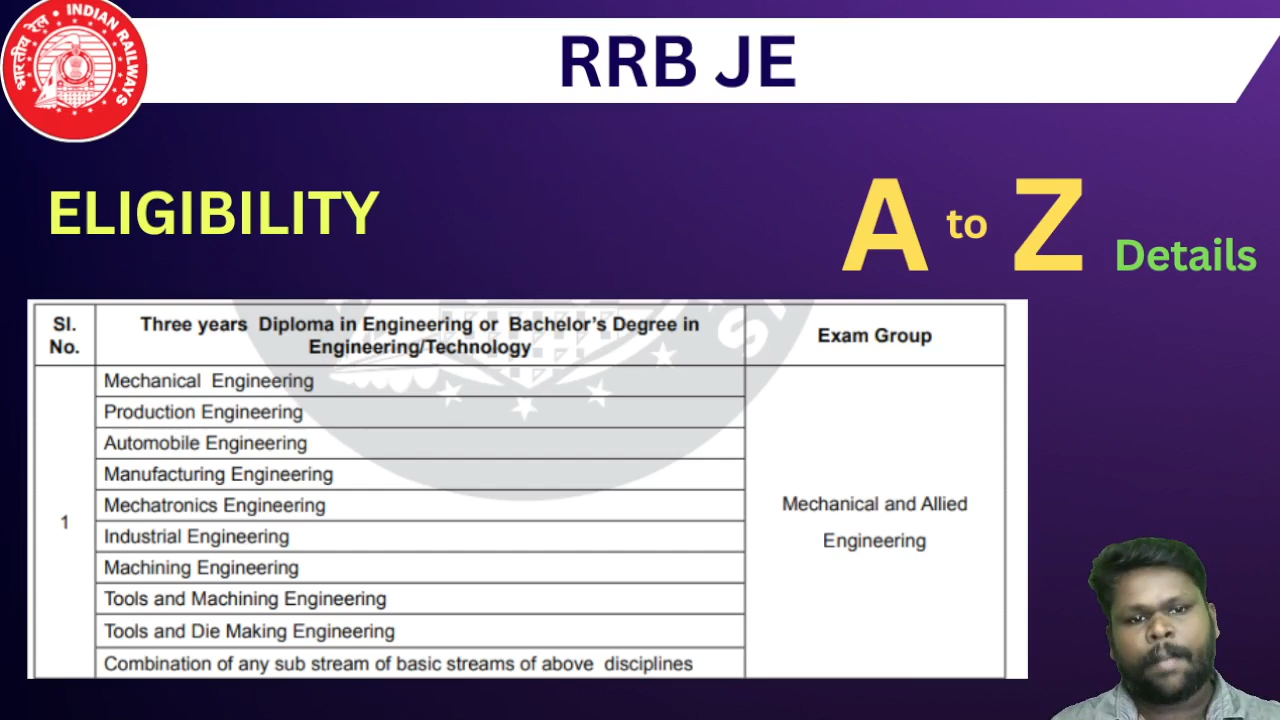 भारतीय रेल • INDIAN RAILWAYS
RRB JE
ELIGIBILITY
A to Z Details
Sl. No.
Three years Diploma in Engineering or Bachelor's Degree in
Engineering/Technology
Exam Group
1
Mechanical Engineering
Production Engineering
Automobile Engineering
Manufacturing Engineering
Mechatronics Engineering
Industrial Engineering
Machining Engineering
Tools and Machining Engineering
Tools and Die Making Engineering
Combination of any sub stream of basic streams of above disciplines
Mechanical and Allied
Engineering